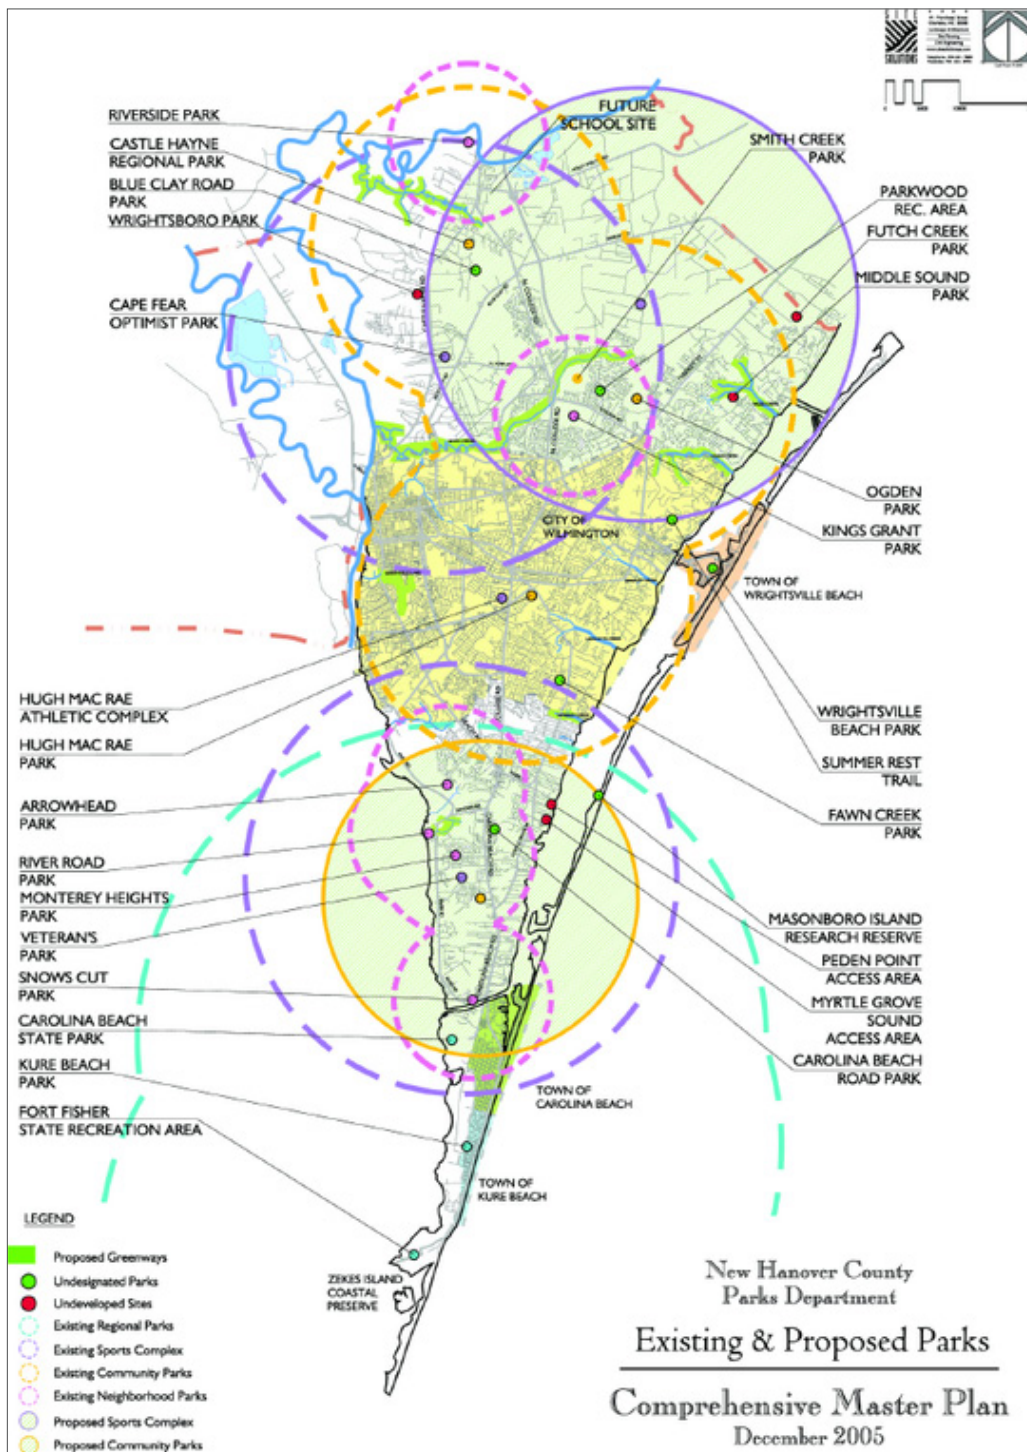 SITE
SOLUTIONS
RIVERSIDE PARK
CASTLE HAYNE
REGIONAL PARK
BLUE CLAY ROAD
PARK
WRIGHTSBORO PARK
CAPE FEAR
OPTIMIST PARK
FUTURE
SCHOOL SITE
SMITH CREEK
PARK
PARKWOOD
REC. AREA
FUTCH CREEK
PARK
MIDDLE SOUND
PARK
OGDEN
PARK
KINGS GRANT
PARK
CITY OF
WILMINGTON
TOWN OF
WRIGHTSVILLE BEACH
HUGH MAC RAE
ATHLETIC COMPLEX
HUGH MAC RAE
PARK
ARROWHEAD
PARK
RIVER ROAD
PARK
MONTEREY HEIGHTS
PARK
VETERAN'S
PARK
SNOWS CUT
PARK
CAROLINA BEACH
STATE PARK
KURE BEACH
PARK
FORT FISHER
STATE RECREATION AREA
WRIGHTSVILLE
BEACH PARK
SUMMER REST
TRAIL
FAWN CREEK
PARK
MASONBORO ISLAND
RESEARCH RESERVE
PEDEN POINT
ACCESS AREA
MYRTLE GROVE
SOUND
ACCESS AREA
CAROLINA BEACH
ROAD PARK
TOWN OF
CAROLINA BEACH
TOWN OF
KURE BEACH
ZEKES ISLAND
COASTAL
PRESERVE
LEGEND
Proposed Greenways
Undesignated Parks
Undeveloped Sites
Existing Regional Parks
Existing Sports Complex
Existing Community Parks
Existing Neighborhood Parks
Proposed Sports Complex
Proposed Community Parks
New Hanover County
Parks Department
Existing & Proposed Parks
Comprehensive Master Plan
December 2005